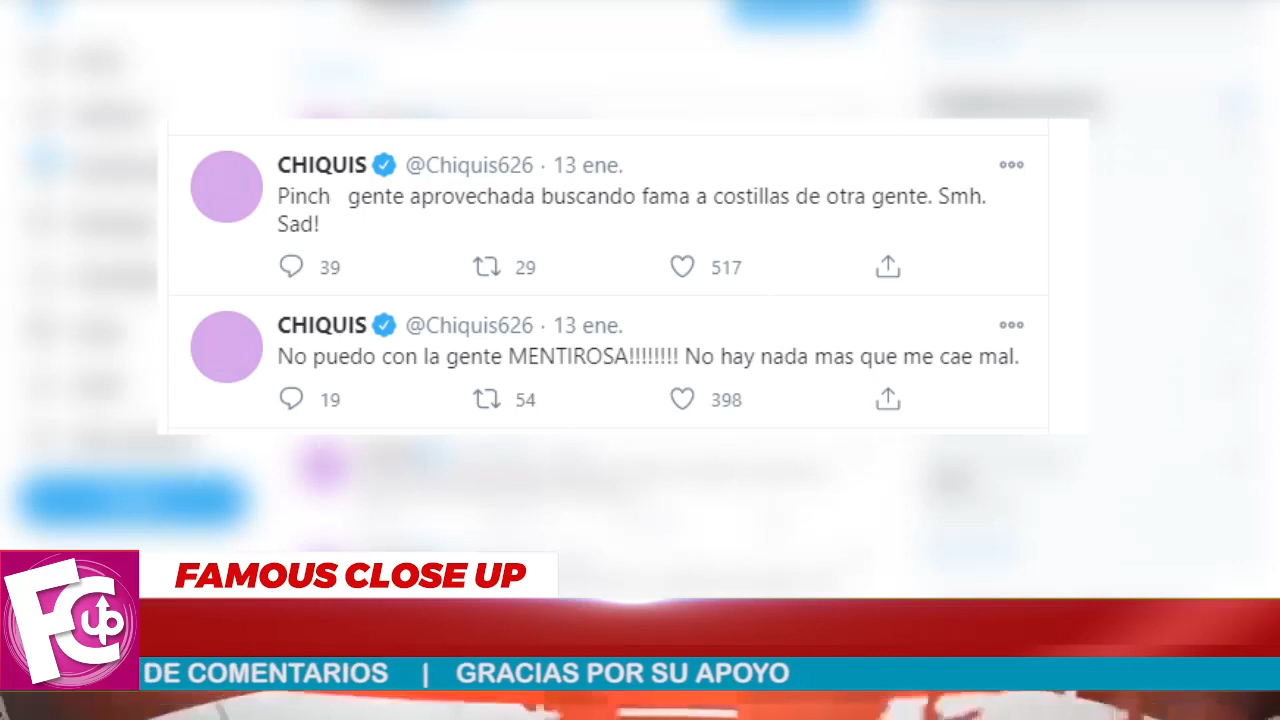 CHIQUIS @Chiquis626 · 13 ene.
Pinch gente aprovechada buscando fama a costillas de otra gente. Smh.
Sad!
39 29 517
CHIQUIS @Chiquis626 · 13 ene.
No puedo con la gente MENTIROSA!!!!!!!! No hay nada mas que me cae mal.
19 54 398
FAMOUS CLOSE UP
FC up
DE COMENTARIOS | GRACIAS POR SU APOYO